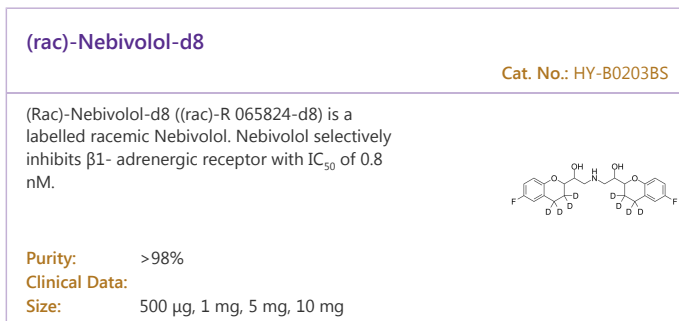 (rac)-Nebivolol-d8
Cat. No.: HY-B0203BS
(Rac)-Nebivolol-d8 ((rac)-R 065824-d8) is a
labelled racemic Nebivolol. Nebivolol selectively
inhibits β1- adrenergic receptor with IC50 of 0.8
nM.
OH H OH
O N O
F D D F
D D D D
Purity: >98%
Clinical Data:
Size: 500 μg, 1 mg, 5 mg, 10 mg